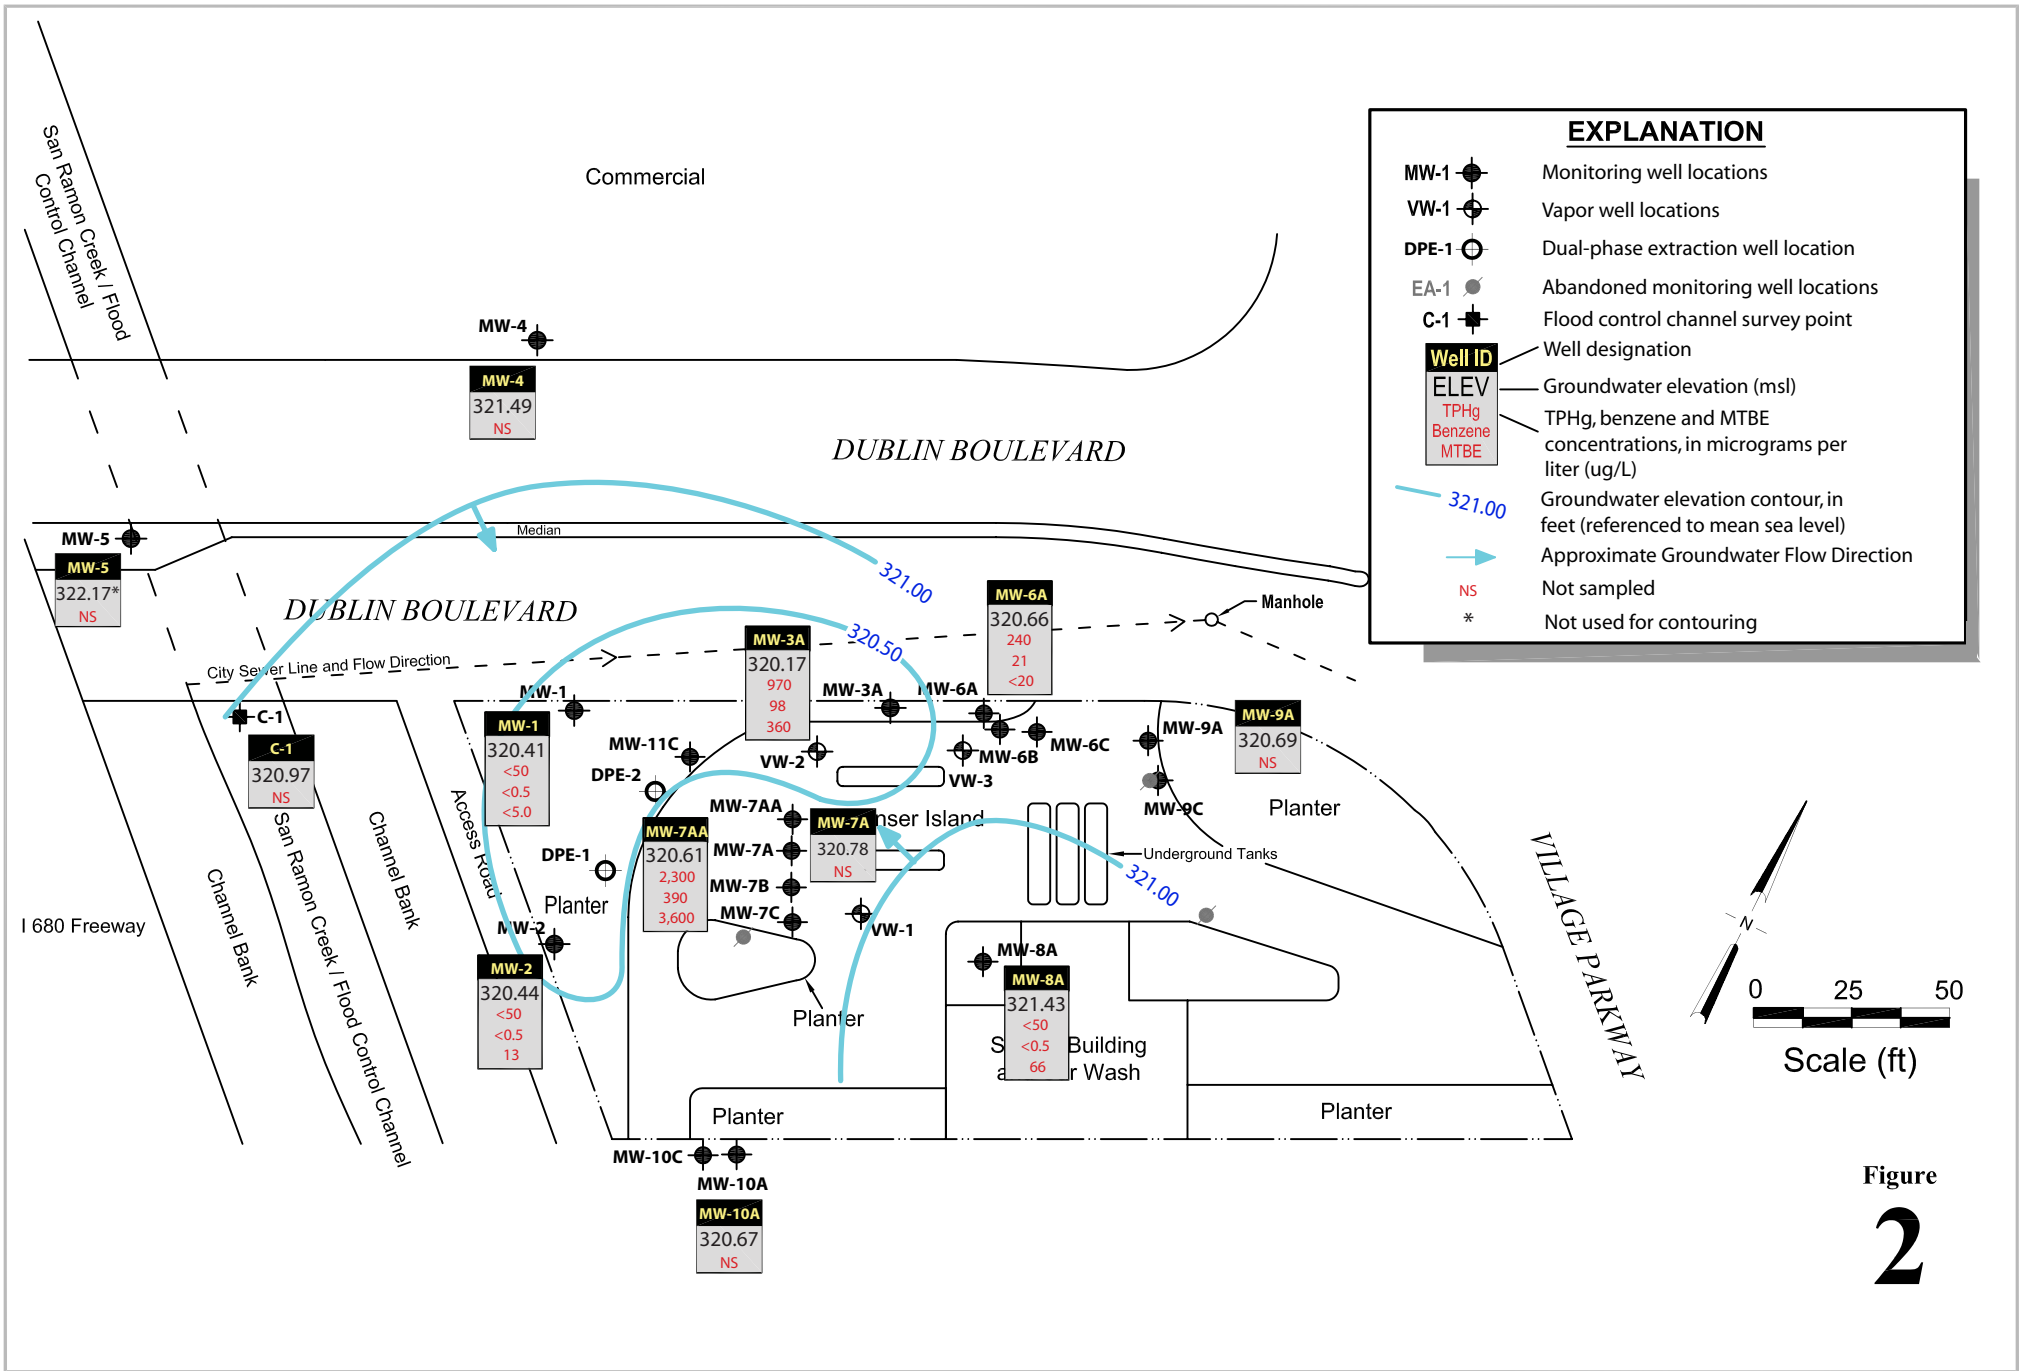 San Ramon Creek / Flood
Control Channel
Commercial
EXPLANATION
MW-1 Monitoring well locations
VW-1 Vapor well locations
DPE-1 Dual-phase extraction well location
EA-1 Abandoned monitoring well locations
C-1 Flood control channel survey point
Well ID Well designation
ELEV Groundwater elevation (msl)
TPHg
Benzene
MTBE
TPHg, benzene and MTBE
concentrations, in micrograms per
liter (ug/L)
321.00 Groundwater elevation contour, in
feet (referenced to mean sea level)
Approximate Groundwater Flow Direction
NS Not sampled
* Not used for contouring
MW-4
MW-4
321.49
NS
DUBLIN BOULEVARD
MW-5
MW-5
322.17*
NS
Median
321.00
DUBLIN BOULEVARD
320.50
Manhole
City Sewer Line and Flow Direction
MW-6A
320.66
240
21
<20
MW-3A
320.17
970
98
360
MW-1
MW-1
320.41
<50
<0.5
<5.0
MW-3A
MW-6A
C-1
C-1
320.97
NS
MW-9A
320.69
NS
MW-9A
MW-11C
VW-2
MW-6B
MW-6C
DPE-2
VW-3
MW-9C
Planter
MW-7AA
MW-7A
MW-7B
MW-7C
MW-7AA
320.61
2,300
390
3,600
MW-7A
320.78
NS
nser Island
Underground Tanks
321.00
DPE-1
Planter
VW-1
MW-2
MW-2
320.44
<50
<0.5
13
Access Road
Channel Bank
San Ramon Creek / Flood Control Channel
Channel Bank
I 680 Freeway
Planter
MW-8A
MW-8A
321.43
<50
<0.5
66
S Building
a r Wash
VILLAGE PARKWAY
N
0 25 50
Scale (ft)
Planter
Planter
MW-10C
MW-10A
MW-10A
320.67
NS
Figure
2